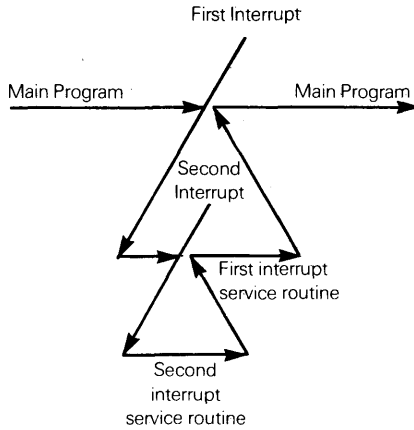 First Interrupt
Main Program
Main Program
Second
Interrupt
First interrupt
service routine
Second
interrupt
service routine